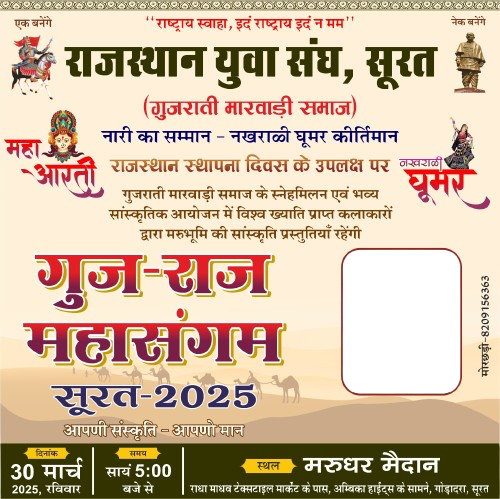 एक बनेंगे
"राष्ट्राय स्वाहा, इदं राष्ट्राय इदं न मम"
नेक बनेंगे
राजस्थान युवा संघ, सूरत
(गुजराती मारवाड़ी समाज)
नारी का सम्मान – नखराळी घूमर कीर्तिमान
महा
आरती
राजस्थान स्थापना दिवस के उपलक्ष पर
नखराळी
घूमर
गुजराती मारवाड़ी समाज के स्नेहमिलन एवं भव्य
सांस्कृतिक आयोजन में विश्व ख्याति प्राप्त कलाकारों
द्वारा मरुभूमि की सांस्कृति प्रस्तुतियाँ रहेंगी
गुज-राज
महासंगम
सूरत-2025
आपणी संस्कृति – आपणो मान
मोरछड़ी-8209156363
दिनांक
30 मार्च
2025, रविवार
समय
सायं 5:00
बजे से
स्थल
मरुधर मैदान
राधा माधव टेक्सटाइल मार्केट के पास, अम्बिका हाईट्स के सामने, गोड़ादरा, सूरत